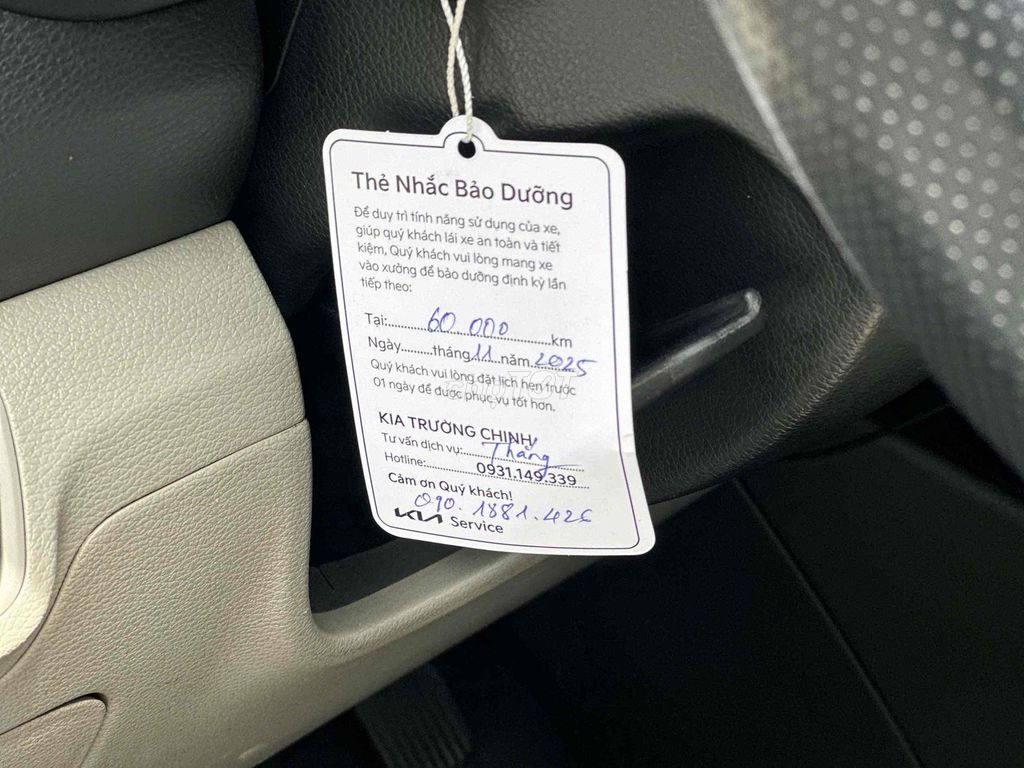 Thẻ Nhắc Bảo Dưỡng
Để duy trì tính năng sử dụng của xe,
giúp quý khách lái xe an toàn và tiết
kiệm, Quý khách vui lòng mang xe
vào xưởng để bảo dưỡng định kỳ lần
tiếp theo:
Tại:......60.000......km
Ngày.........tháng.11...năm..2025
Quý khách vui lòng đặt lịch hẹn trước
01 ngày để được phục vụ tốt hơn.
KIA TRƯỜNG CHINH
Tư vấn dịch vụ:...Thắng
Hotline:............0931.149.339
Cảm ơn Quý khách!
090.1881.426
KIA Service